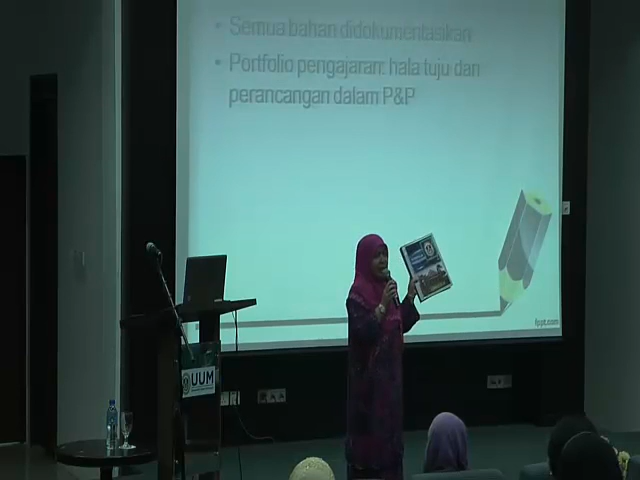 • Semua bahan didokumentasikan
• Portfolio pengajaran: hala tuju dan
perancangan dalam P&P
fppt.com
UUM